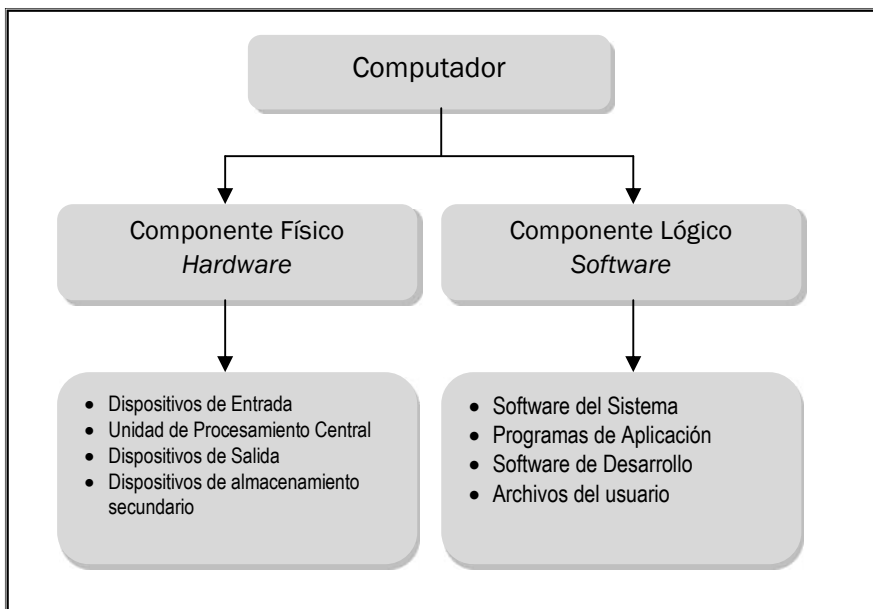 Computador
Componente Físico
Hardware
Componente Lógico
Software
• Dispositivos de Entrada
• Unidad de Procesamiento Central
• Dispositivos de Salida
• Dispositivos de almacenamiento
secundario
• Software del Sistema
• Programas de Aplicación
• Software de Desarrollo
• Archivos del usuario